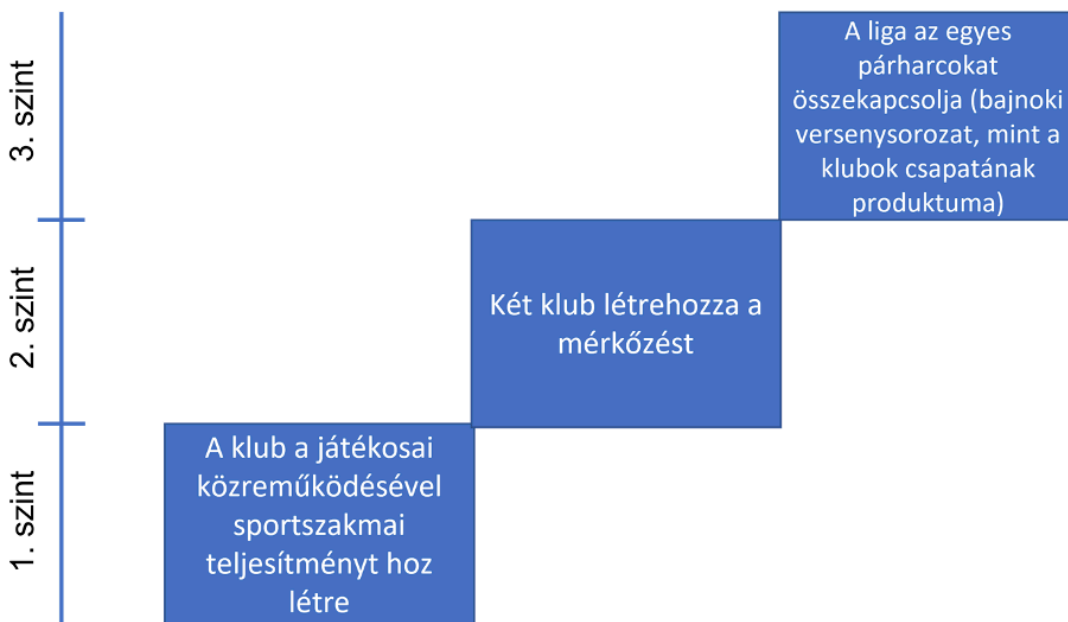 3. szint
A liga az egyes
párharcokat
összekapcsolja (bajnoki
versenysorozat, mint a
klubok csapatának
produktuma)
2. szint
Két klub létrehozza a
mérkőzést
1. szint
A klub a játékosai
közreműködésével
sportszakmai
teljesítményt hoz
létre